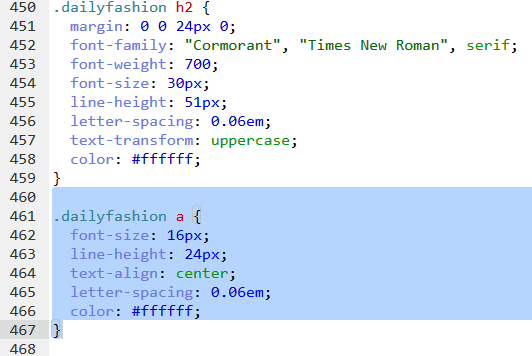 450 .dailyfashion h2 {
451 margin: 0 0 24px 0;
452 font-family: "Cormorant", "Times New Roman", serif;
453 font-weight: 700;
454 font-size: 30px;
455 line-height: 51px;
456 letter-spacing: 0.06em;
457 text-transform: uppercase;
458 color: #ffffff;
459 }
460
461 .dailyfashion a {
462 font-size: 16px;
463 line-height: 24px;
464 text-align: center;
465 letter-spacing: 0.06em;
466 color: #ffffff;
467 }
468